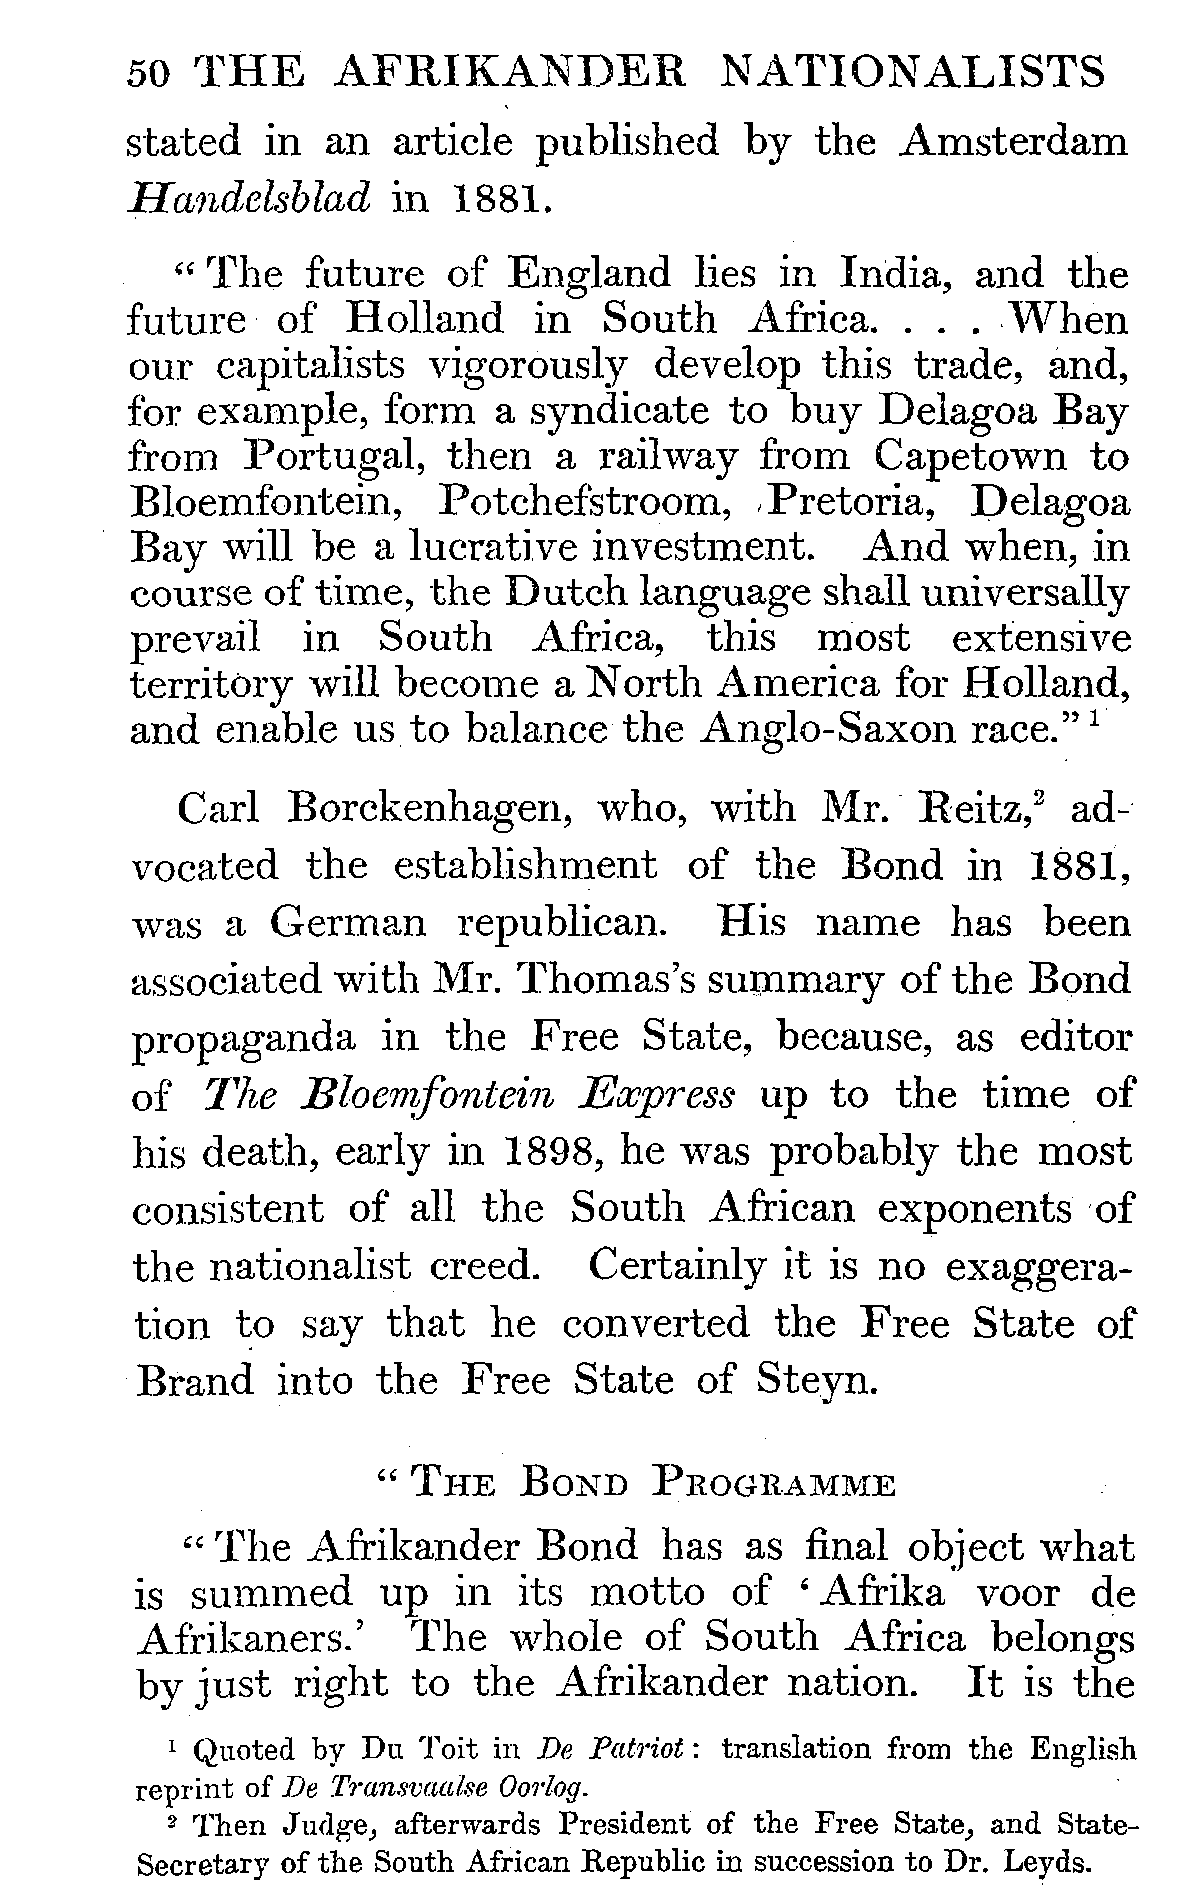 50 THE AFRIKANDER NATIONALISTS
stated in an article published by the Amsterdam
Handelsblad in 1881.
“ The future of England lies in India, and the
future of Holland in South Africa. . . . When
our capitalists vigorously develop this trade, and,
for example, form a syndicate to buy Delagoa Bay
from Portugal, then a railway from Capetown to
Bloemfontein, Potchefstroom, Pretoria, Delagoa
Bay will be a lucrative investment. And when, in
course of time, the Dutch language shall universally
prevail in South Africa, this most extensive
territory will become a North America for Holland,
and enable us to balance the Anglo-Saxon race.” ¹
Carl Borckenhagen, who, with Mr. Reitz,² ad-
vocated the establishment of the Bond in 1881,
was a German republican. His name has been
associated with Mr. Thomas’s summary of the Bond
propaganda in the Free State, because, as editor
of The Bloemfontein Express up to the time of
his death, early in 1898, he was probably the most
consistent of all the South African exponents of
the nationalist creed. Certainly it is no exaggera-
tion to say that he converted the Free State of
Brand into the Free State of Steyn.
“ THE BOND PROGRAMME
“ The Afrikander Bond has as final object what
is summed up in its motto of ‘ Afrika voor de
Afrikaners.’ The whole of South Africa belongs
by just right to the Afrikander nation. It is the
¹ Quoted by Du Toit in De Patriot : translation from the English
reprint of De Transvaalse Oorlog.
² Then Judge, afterwards President of the Free State, and State-
Secretary of the South African Republic in succession to Dr. Leyds.